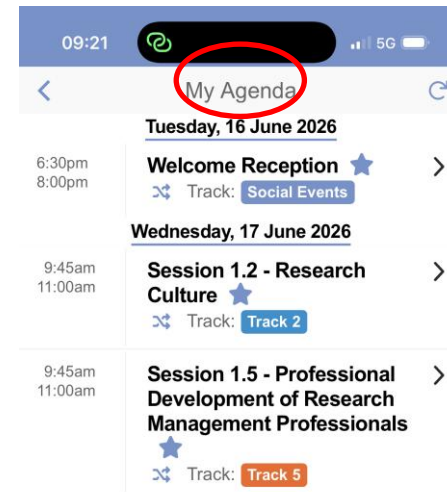 09:21
5G
My Agenda
Tuesday, 16 June 2026
6:30pm
8:00pm
Welcome Reception
Track: Social Events
Wednesday, 17 June 2026
9:45am
11:00am
Session 1.2 - Research
Culture
Track: Track 2
9:45am
11:00am
Session 1.5 - Professional
Development of Research
Management Professionals
Track: Track 5